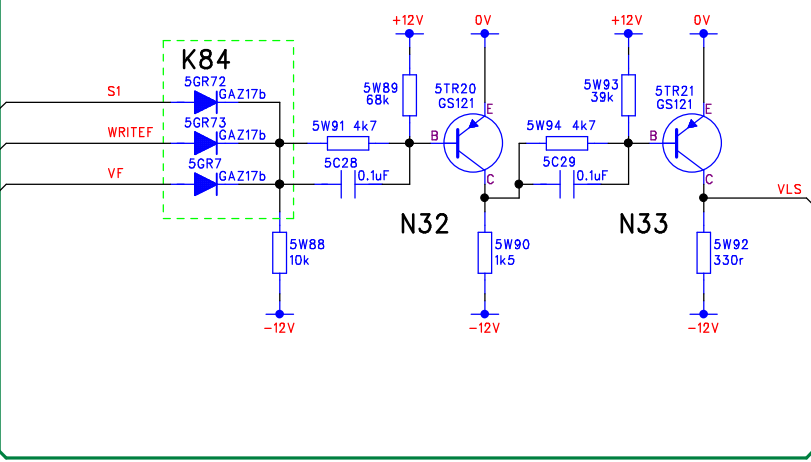 +12V 0V +12V 0V
K84
S1 5GR72 GAZ17b
WRITEF 5GR73 GAZ17b
VF 5GR7 GAZ17b
5W89 68k
5TR20 GS121
5W93 39k
5TR21 GS121
5W91 4k7
B E C
5W94 4k7
B E C
5C28 0.1uF
5C29 0.1uF
VLS
N32
N33
5W88 10k
5W90 1k5
5W92 330r
-12V -12V -12V